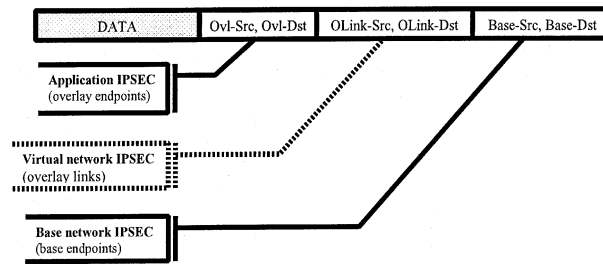 DATA Ovl-Src, Ovl-Dst OLink-Src, OLink-Dst Base-Src, Base-Dst
Application IPSEC
(overlay endpoints)
Virtual network IPSEC
(overlay links)
Base network IPSEC
(base endpoints)